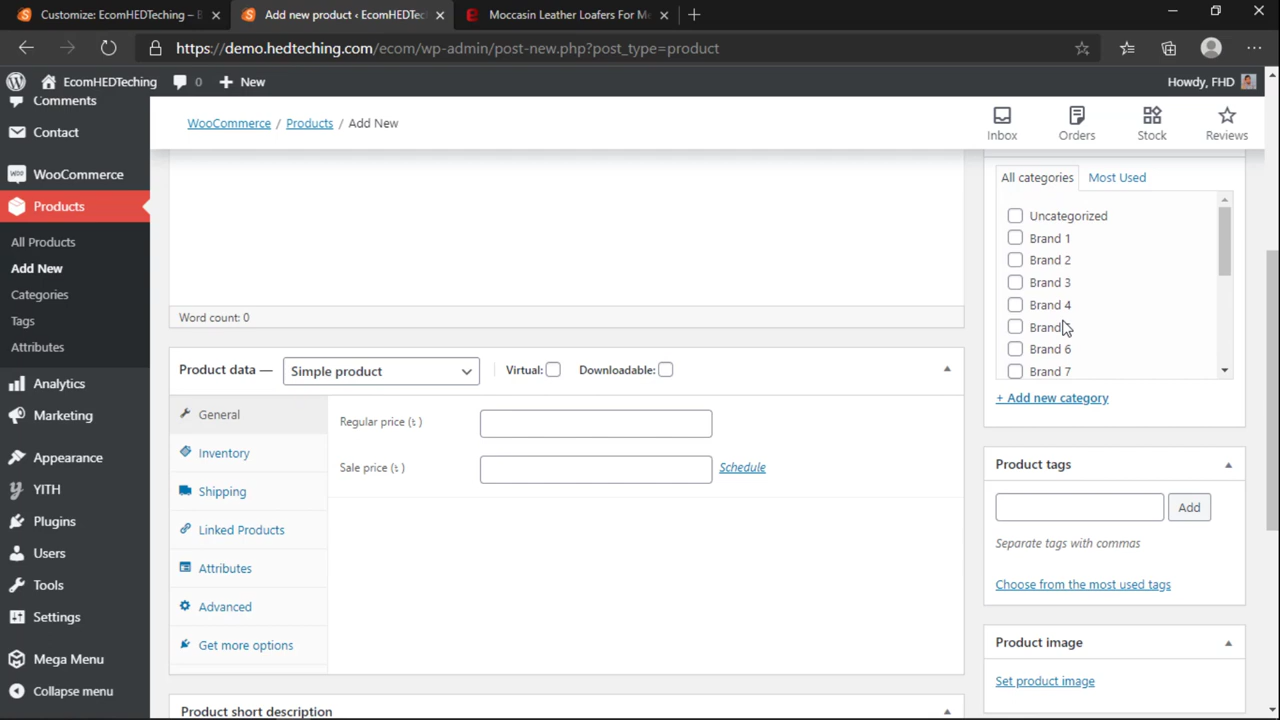 Customize: EcomHEDTeching –
Add new product ‹ EcomHEDTec
Moccasin Leather Loafers For Me
https://demo.hedteching.com/ecom/wp-admin/post-new.php?post_type=product
EcomHEDTeching
0
New
Howdy, FHD
Comments
Contact
WooCommerce
Products
All Products
Add New
Categories
Tags
Attributes
Analytics
Marketing
Appearance
YITH
Plugins
Users
Tools
Settings
Mega Menu
Collapse menu
WooCommerce / Products / Add New
Inbox
Orders
Stock
Reviews
Word count: 0
Product data — Simple product Virtual: Downloadable:
General
Inventory
Shipping
Linked Products
Attributes
Advanced
Get more options
Regular price (৳ )
Sale price (৳ ) Schedule
Product short description
All categories Most Used
Uncategorized
Brand 1
Brand 2
Brand 3
Brand 4
Brand
Brand 6
Brand 7
+ Add new category
Product tags
Add
Separate tags with commas
Choose from the most used tags
Product image
Set product image